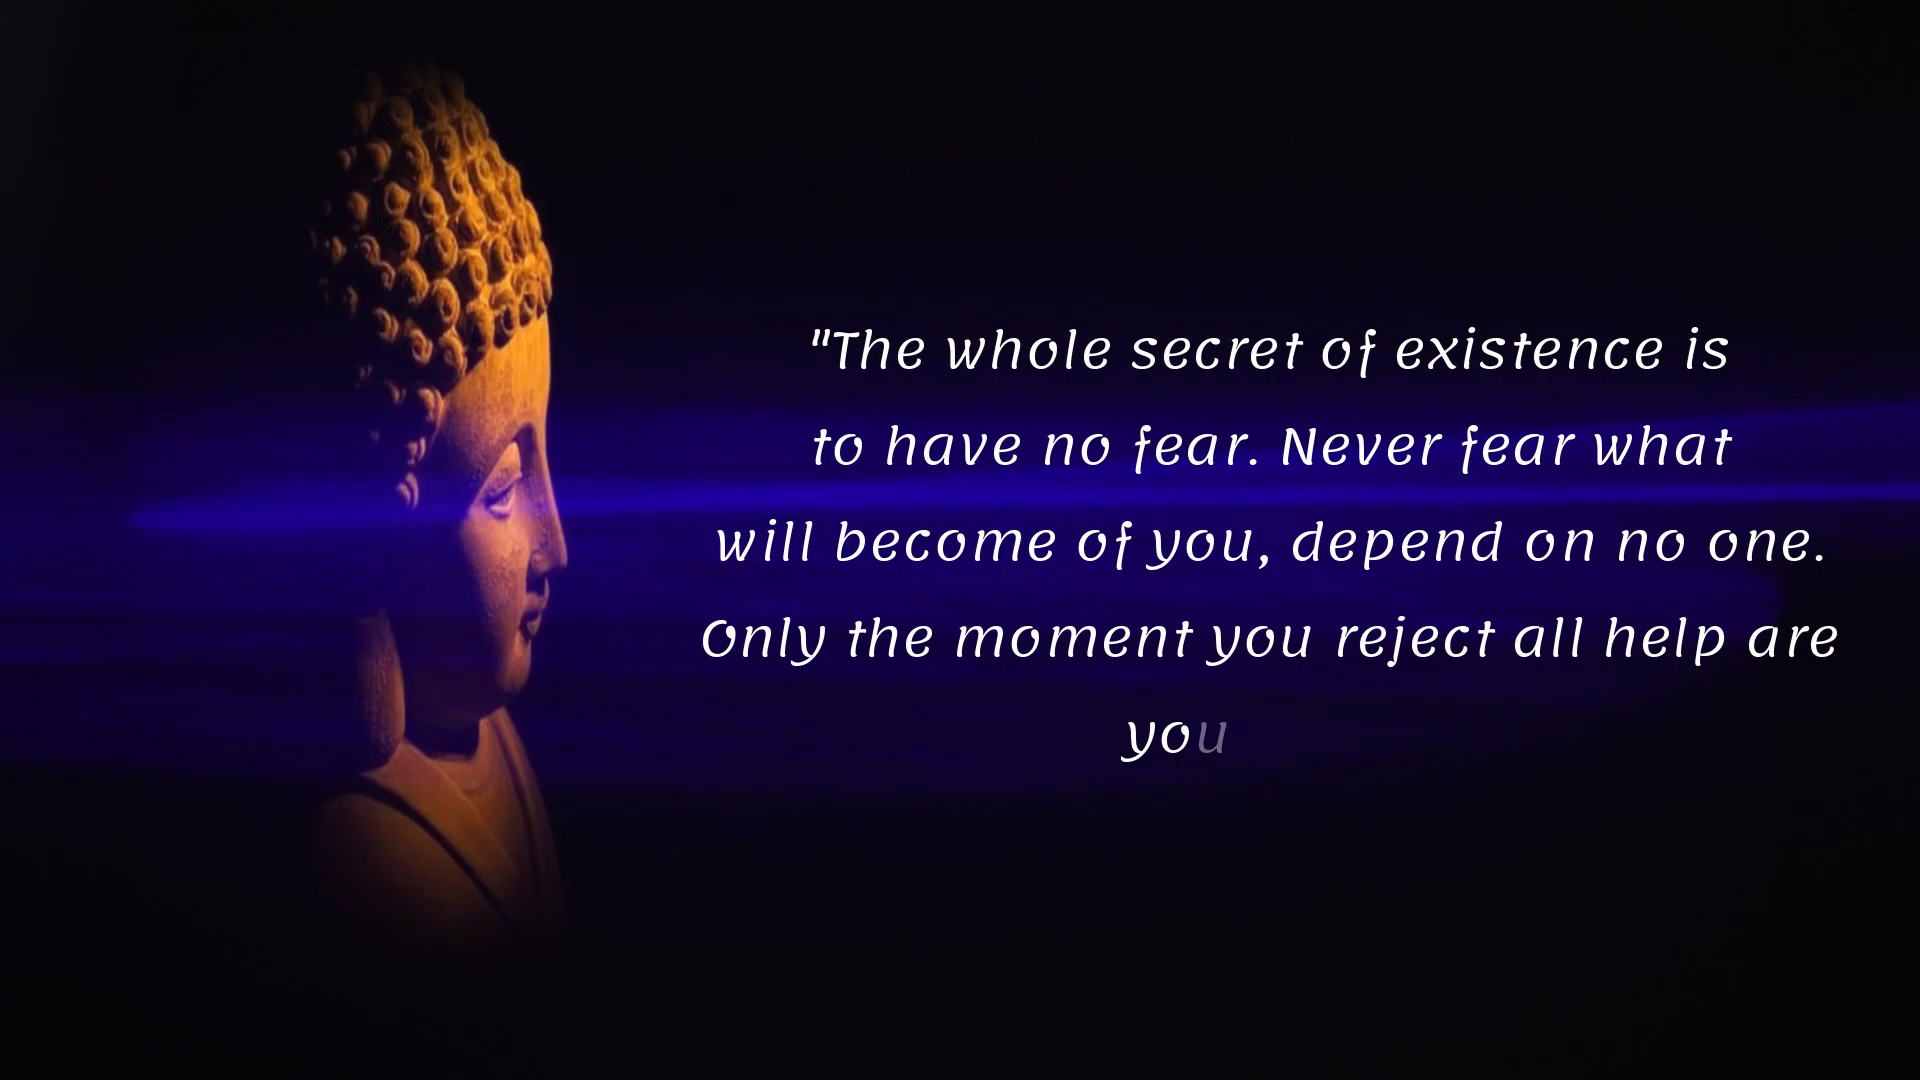 "The whole secret of existence is
to have no fear. Never fear what
will become of you, depend on no one.
Only the moment you reject all help are
you